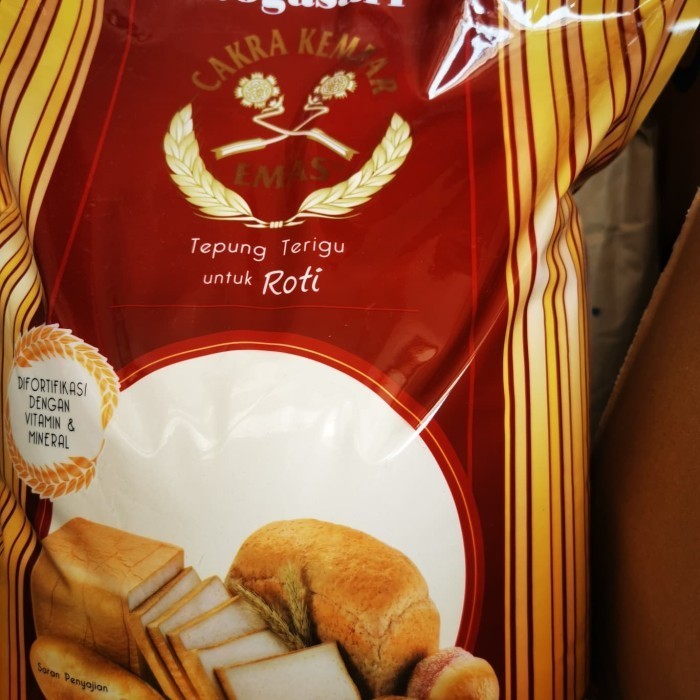 CAKRA KEMBAR
EMAS
Tepung Terigu
untuk Roti
DIFORTIFIKASI
DENGAN
VITAMIN &
MINERAL
Saran Penyajian